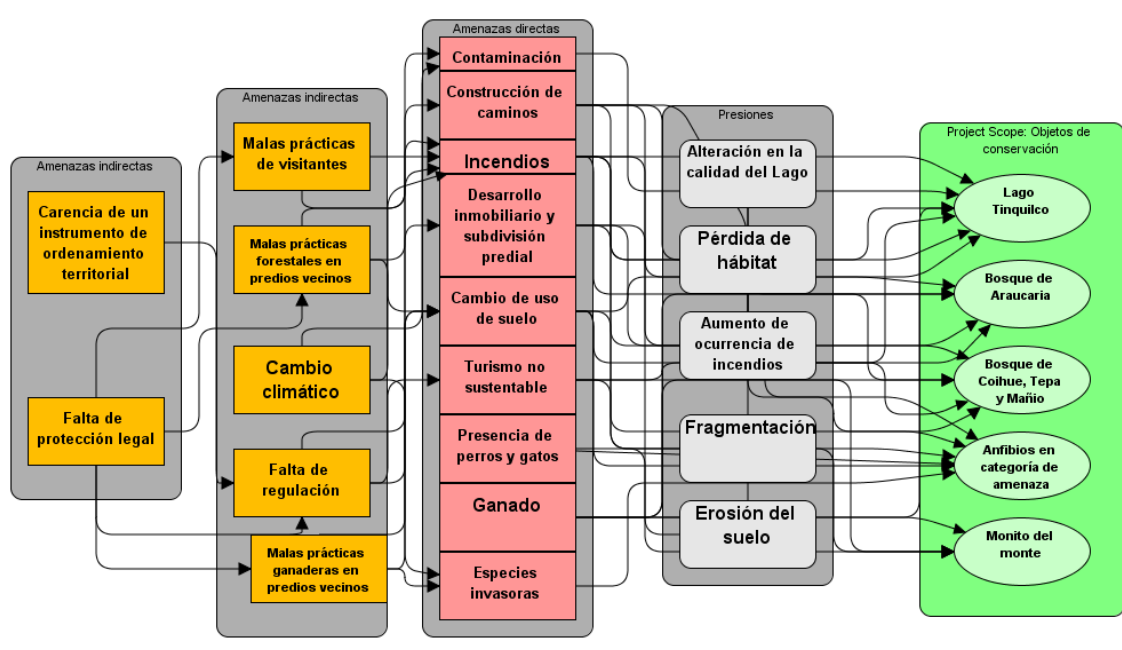 Amenazas indirectas
Carencia de un
instrumento de
ordenamiento
territorial
Falta de
protección legal
Amenazas indirectas
Malas prácticas
de visitantes
Malas prácticas
forestales en
predios vecinos
Cambio
climático
Falta de
regulación
Malas prácticas
ganaderas en
predios vecinos
Amenazas directas
Contaminación
Construcción de
caminos
Incendios
Desarrollo
inmobiliario y
subdivisión
predial
Cambio de uso
de suelo
Turismo no
sustentable
Presencia de
perros y gatos
Ganado
Especies
invasoras
Presiones
Alteración en la
calidad del Lago
Pérdida de
hábitat
Aumento de
ocurrencia de
incendios
Fragmentación
Erosión del
suelo
Project Scope: Objetos de
conservación
Lago
Tinquilco
Bosque de
Araucaria
Bosque de
Coihue, Tepa
y Mañio
Anfibios en
categoría de
amenaza
Monito del
monte